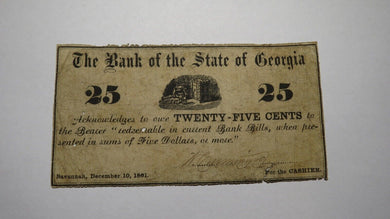 The Bank of the State of Georgia
25 25
Acknowledges to owe TWENTY-FIVE CENTS to
the Bearer "redeemable in current Bank Bills, when pre-
sented in sums of Five Dollars, or more."
Savannah, December 10, 1861. For the CASHIER.